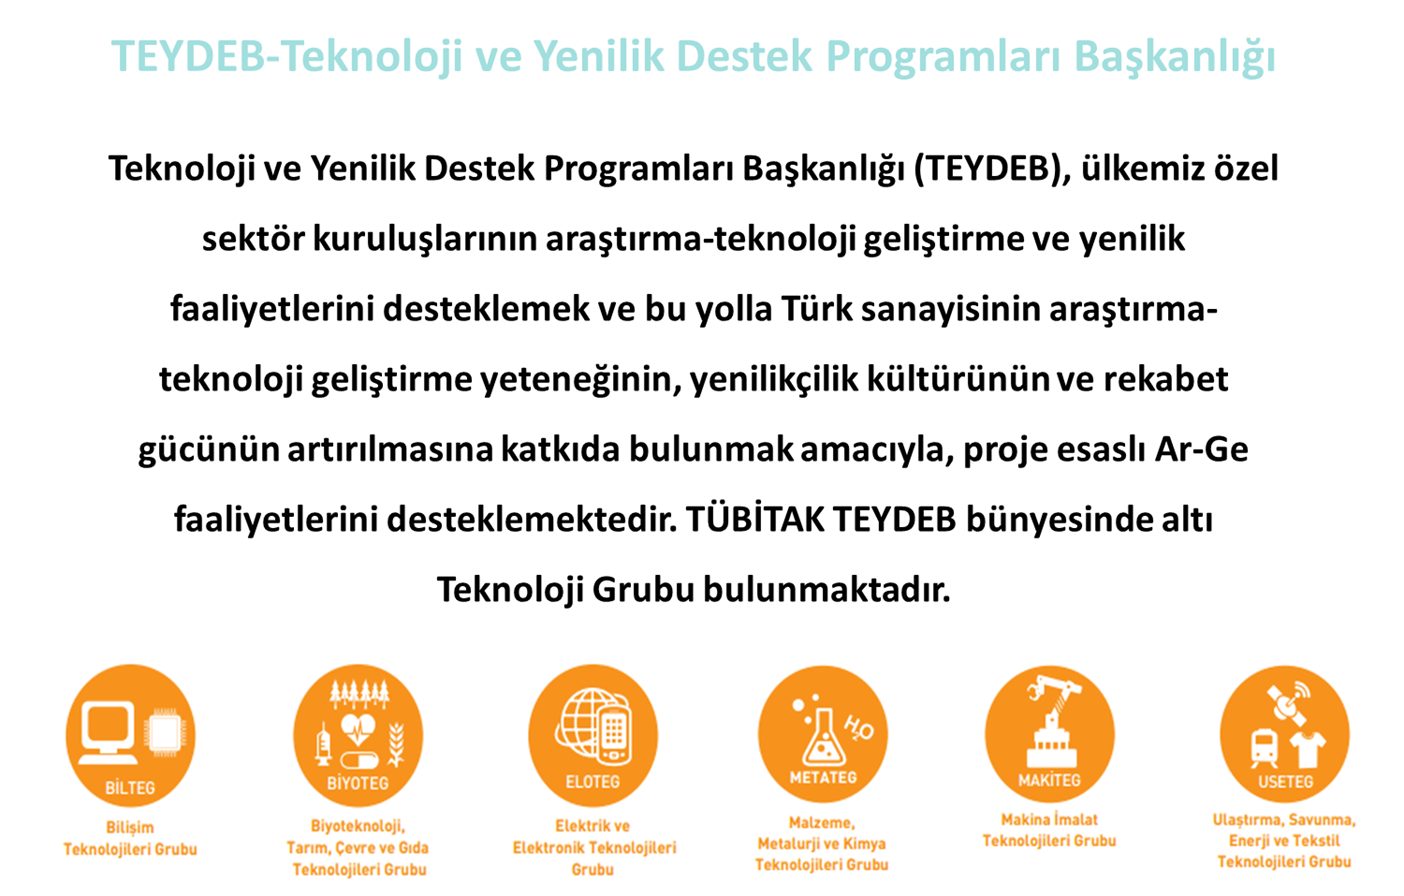 TEYDEB-Teknoloji ve Yenilik Destek Programları Başkanlığı
Teknoloji ve Yenilik Destek Programları Başkanlığı (TEYDEB), ülkemiz özel
sektör kuruluşlarının araştırma-teknoloji geliştirme ve yenilik
faaliyetlerini desteklemek ve bu yolla Türk sanayisinin araştırma-
teknoloji geliştirme yeteneğinin, yenilikçilik kültürünün ve rekabet
gücünün artırılmasına katkıda bulunmak amacıyla, proje esaslı Ar-Ge
faaliyetlerini desteklemektedir. TÜBİTAK TEYDEB bünyesinde altı
Teknoloji Grubu bulunmaktadır.
BİLTEG
Bilişim
Teknolojileri Grubu
BİYOTEG
Biyoteknoloji,
Tarım, Çevre ve Gıda
Teknolojileri Grubu
ELOTEG
Elektrik ve
Elektronik Teknolojileri
Grubu
H₂O
METATEG
Malzeme,
Metalurji ve Kimya
Teknolojileri Grubu
MAKİTEG
Makina İmalat
Teknolojileri Grubu
USETEG
Ulaştırma, Savunma,
Enerji ve Tekstil
Teknolojileri Grubu